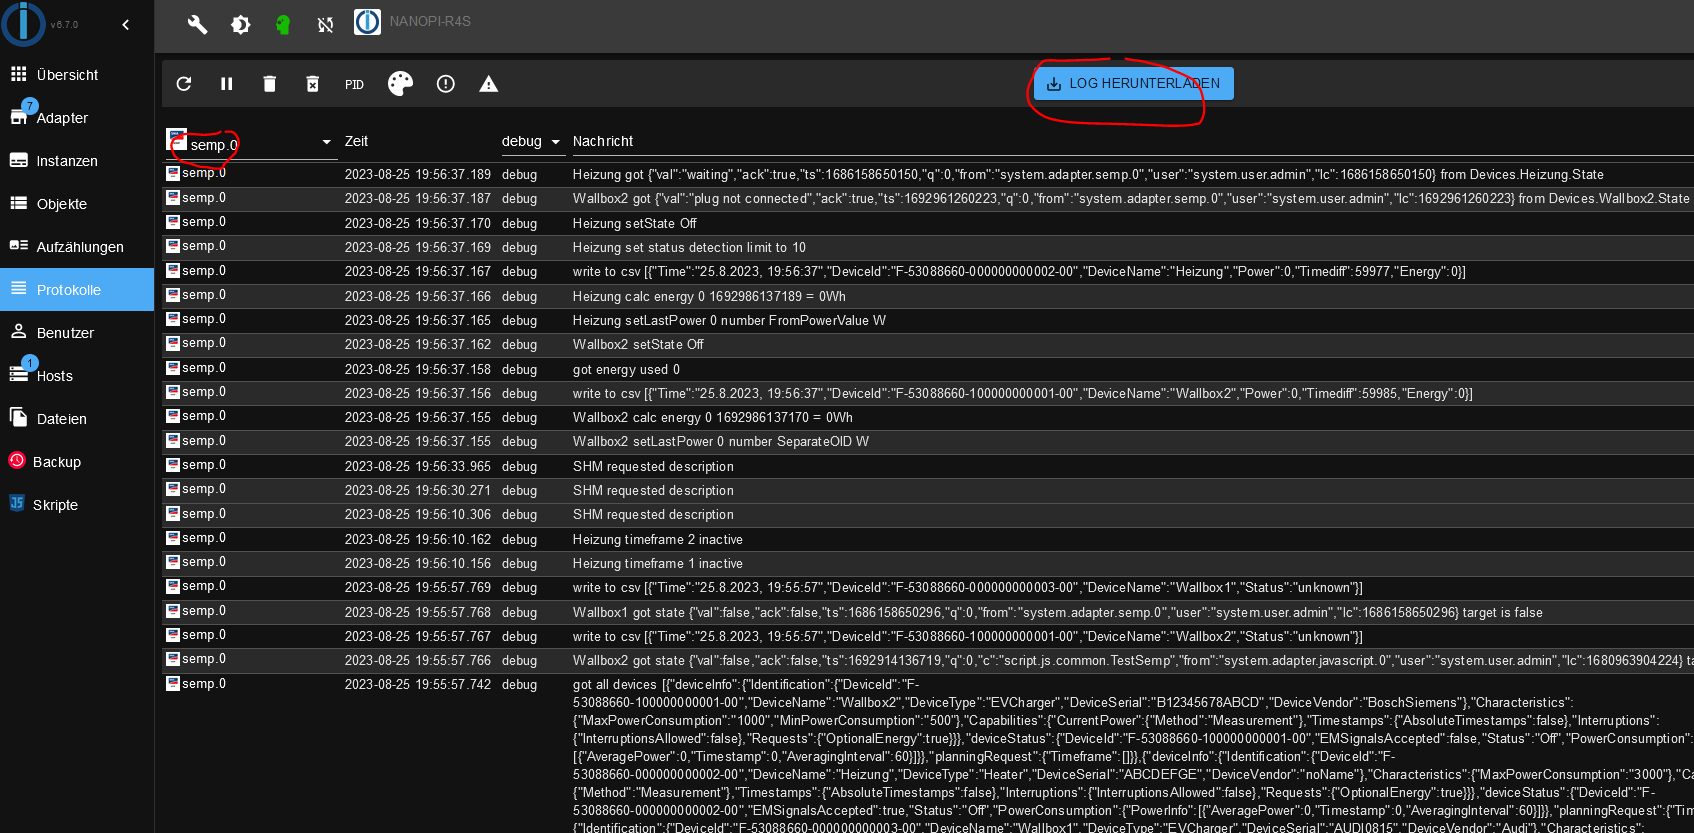 v6.7.0
NANOPI-R4S
Übersicht
7
Adapter
Instanzen
Objekte
Aufzählungen
Protokolle
Benutzer
1
Hosts
Dateien
Backup
JS
Skripte
PID
LOG HERUNTERLADEN
semp.0 Zeit debug Nachricht
semp.0 2023-08-25 19:56:37.189 debug Heizung got {"val":"waiting","ack":true,"ts":1686158650150,"q":0,"from":"system.adapter.semp.0","user":"system.user.admin","lc":1686158650150} from Devices.Heizung.State
semp.0 2023-08-25 19:56:37.187 debug Wallbox2 got {"val":"plug not connected","ack":true,"ts":1692961260223,"q":0,"from":"system.adapter.semp.0","user":"system.user.admin","lc":1692961260223} from Devices.Wallbox2.State
semp.0 2023-08-25 19:56:37.170 debug Heizung setState Off
semp.0 2023-08-25 19:56:37.169 debug Heizung set status detection limit to 10
semp.0 2023-08-25 19:56:37.167 debug write to csv [{"Time":"25.8.2023, 19:56:37","DeviceId":"F-53088660-000000000002-00","DeviceName":"Heizung","Power":0,"Timediff":59977,"Energy":0}]
semp.0 2023-08-25 19:56:37.166 debug Heizung calc energy 0 1692986137189 = 0Wh
semp.0 2023-08-25 19:56:37.165 debug Heizung setLastPower 0 number FromPowerValue W
semp.0 2023-08-25 19:56:37.162 debug Wallbox2 setState Off
semp.0 2023-08-25 19:56:37.158 debug got energy used 0
semp.0 2023-08-25 19:56:37.156 debug write to csv [{"Time":"25.8.2023, 19:56:37","DeviceId":"F-53088660-100000000001-00","DeviceName":"Wallbox2","Power":0,"Timediff":59985,"Energy":0}]
semp.0 2023-08-25 19:56:37.155 debug Wallbox2 calc energy 0 1692986137170 = 0Wh
semp.0 2023-08-25 19:56:37.155 debug Wallbox2 setLastPower 0 number SeparateOID W
semp.0 2023-08-25 19:56:33.965 debug SHM requested description
semp.0 2023-08-25 19:56:30.271 debug SHM requested description
semp.0 2023-08-25 19:56:10.306 debug SHM requested description
semp.0 2023-08-25 19:56:10.162 debug Heizung timeframe 2 inactive
semp.0 2023-08-25 19:56:10.156 debug Heizung timeframe 1 inactive
semp.0 2023-08-25 19:55:57.769 debug write to csv [{"Time":"25.8.2023, 19:55:57","DeviceId":"F-53088660-000000000003-00","DeviceName":"Wallbox1","Status":"unknown"}]
semp.0 2023-08-25 19:55:57.768 debug Wallbox1 got state {"val":false,"ack":false,"ts":1686158650296,"q":0,"from":"system.adapter.semp.0","user":"system.user.admin","lc":1686158650296} target is false
semp.0 2023-08-25 19:55:57.767 debug write to csv [{"Time":"25.8.2023, 19:55:57","DeviceId":"F-53088660-100000000001-00","DeviceName":"Wallbox2","Status":"unknown"}]
semp.0 2023-08-25 19:55:57.766 debug Wallbox2 got state {"val":false,"ack":false,"ts":1692914136719,"q":0,"c":"script.js.common.TestSemp","from":"system.adapter.javascript.0","user":"system.user.admin","lc":1680963904224} ta
semp.0 2023-08-25 19:55:57.742 debug got all devices [{"deviceInfo":{"Identification":{"DeviceId":"F-
53088660-100000000001-00","DeviceName":"Wallbox2","DeviceType":"EVCharger","DeviceSerial":"B12345678ABCD","DeviceVendor":"BoschSiemens"},"Characteristics":
{"MaxPowerConsumption":"1000","MinPowerConsumption":"500"},"Capabilities":{"CurrentPower":{"Method":"Measurement"},"Timestamps":{"AbsoluteTimestamps":false},"Interruptions":
{"InterruptionsAllowed":false},"Requests":{"OptionalEnergy":true}}},"deviceStatus":{"DeviceId":"F-53088660-100000000001-00","EMSignalsAccepted":false,"Status":"Off","PowerConsumption":
[{"AveragePower":0,"Timestamp":0,"AveragingInterval":60}]}},"planningRequest":{"Timeframe":[]}},{"deviceInfo":{"Identification":{"DeviceId":"F-
53088660-000000000002-00","DeviceName":"Heizung","DeviceType":"Heater","DeviceSerial":"ABCDEFGE","DeviceVendor":"noName"},"Characteristics":{"MaxPowerConsumption":"3000"},"Ca
{"Method":"Measurement"},"Timestamps":{"AbsoluteTimestamps":false},"Interruptions":{"InterruptionsAllowed":false},"Requests":{"OptionalEnergy":true}}},"deviceStatus":{"DeviceId":"F-
53088660-000000000002-00","EMSignalsAccepted":true,"Status":"Off","PowerConsumption":{"PowerInfo":[{"AveragePower":0,"Timestamp":0,"AveragingInterval":60}]}},"planningRequest":{"Tim
{"Identification":{"DeviceId":"F-53088660-000000000003-00","DeviceName":"Wallbox1","DeviceType":"EVCharger","DeviceSerial":"AUDI0815","DeviceVendor":"Audi"},"Characteristics":